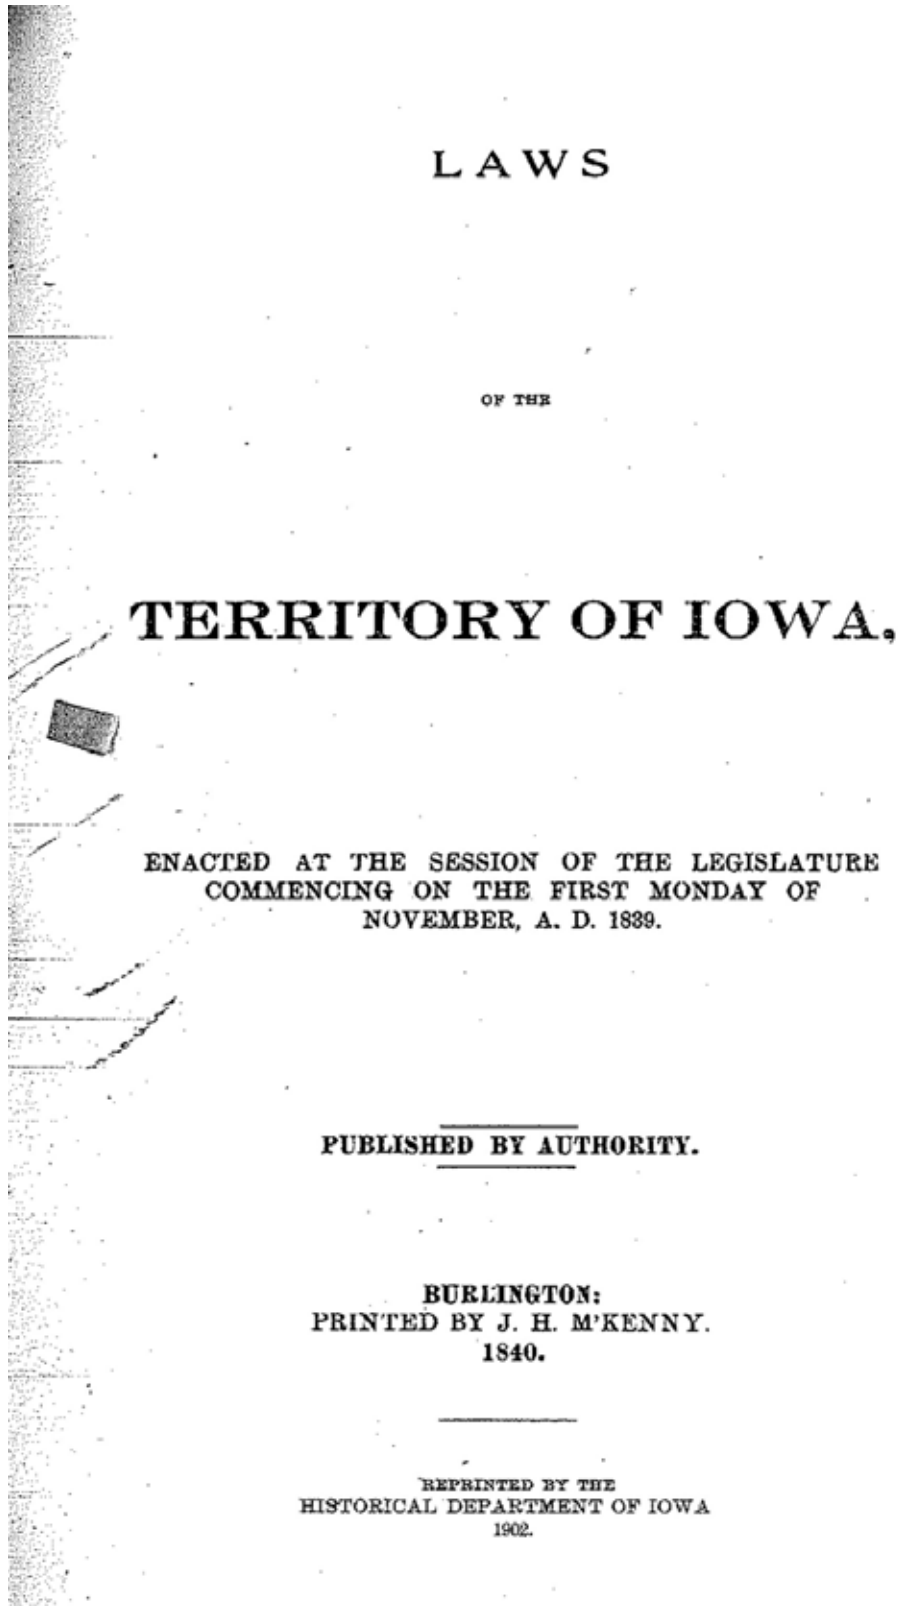 LAWS
OF THE
TERRITORY OF IOWA,
ENACTED AT THE SESSION OF THE LEGISLATURE
COMMENCING ON THE FIRST MONDAY OF
NOVEMBER, A. D. 1839.
PUBLISHED BY AUTHORITY.
BURLINGTON:
PRINTED BY J. H. M'KENNY.
1840.
REPRINTED BY THE
HISTORICAL DEPARTMENT OF IOWA
1902.